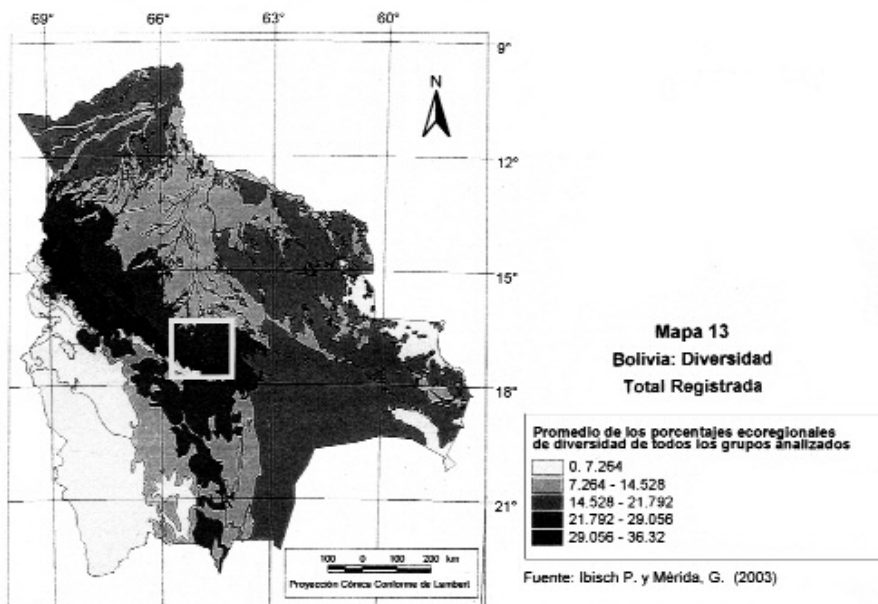 69° 66° 63° 60°
9°
N
12°
15°
18°
21°
100 0 100 200 km
Proyección Cónica Conforme de Lambert
Mapa 13
Bolivia: Diversidad
Total Registrada
Promedio de los porcentajes ecoregionales
de diversidad de todos los grupos analizados
0. 7.264
7.264 - 14.528
14.528 - 21.792
21.792 - 29.056
29.056 - 36.32
Fuente: Ibisch P. y Mérida, G. (2003)